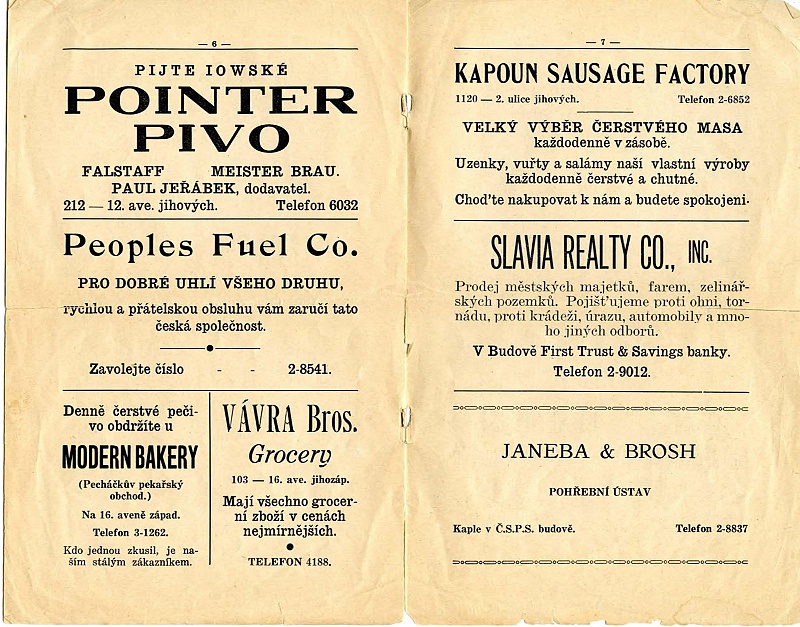 — 6 —
PIJTE IOWSKÉ
POINTER
PIVO
FALSTAFF MEISTER BRAU.
PAUL JEŘÁBEK, dodavatel.
212 — 12. ave. jihových. Telefon 6032
Peoples Fuel Co.
PRO DOBRÉ UHLÍ VŠEHO DRUHU,
rychlou a přátelskou obsluhu vám zaručí tato
česká společnost.
Zavolejte číslo - - 2-8541.
Denně čerstvé peči-
vo obdržíte u
MODERN BAKERY
(Pecháčkův pekařský
obchod.)
Na 16. aveně západ.
Telefon 3-1262.
Kdo jednou zkusil, je na-
ším stálým zákazníkem.
VÁVRA Bros.
Grocery
103 — 16. ave. jihozáp.
Mají všechno grocer-
ní zboží v cenách
nejmírnějších.
TELEFON 4188.
— 7 —
KAPOUN SAUSAGE FACTORY
1120 — 2. ulice jihových. Telefon 2-6852
VELKÝ VÝBĚR ČERSTVÉHO MASA
každodenně v zásobě.
Uzenky, vuřty a salámy naší vlastní výroby
každodenně čerstvé a chutné.
Choďte nakupovat k nám a budete spokojeni.
SLAVIA REALTY CO., INC.
Prodej městských majetků, farem, zelinář-
ských pozemků. Pojišťujeme proti ohni, tor-
nádu, proti krádeži, úrazu, automobily a mno-
ho jiných odborů.
V Budově First Trust & Savings banky.
Telefon 2-9012.
JANEBA & BROSH
POHŘEBNÍ ÚSTAV
Kaple v Č.S.P.S. budově. Telefon 2-8837